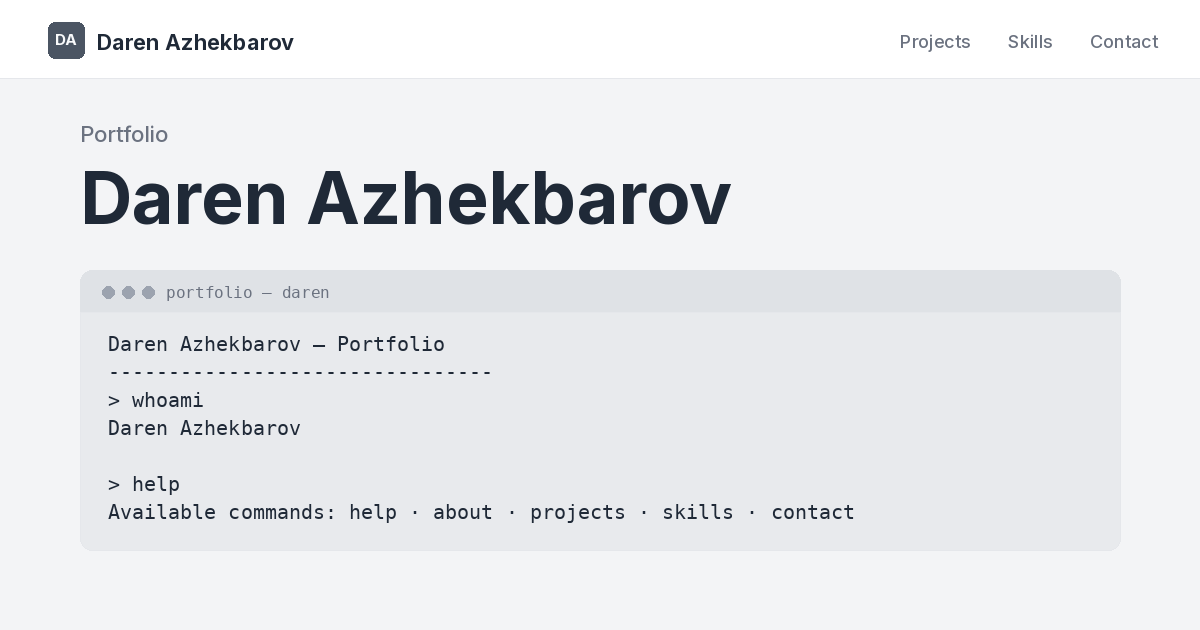 DA
Daren Azhekbarov
Projects
Skills
Contact
Portfolio
Daren Azhekbarov
portfolio — daren
Daren Azhekbarov — Portfolio
--------------------------------
> whoami
Daren Azhekbarov
> help
Available commands: help · about · projects · skills · contact